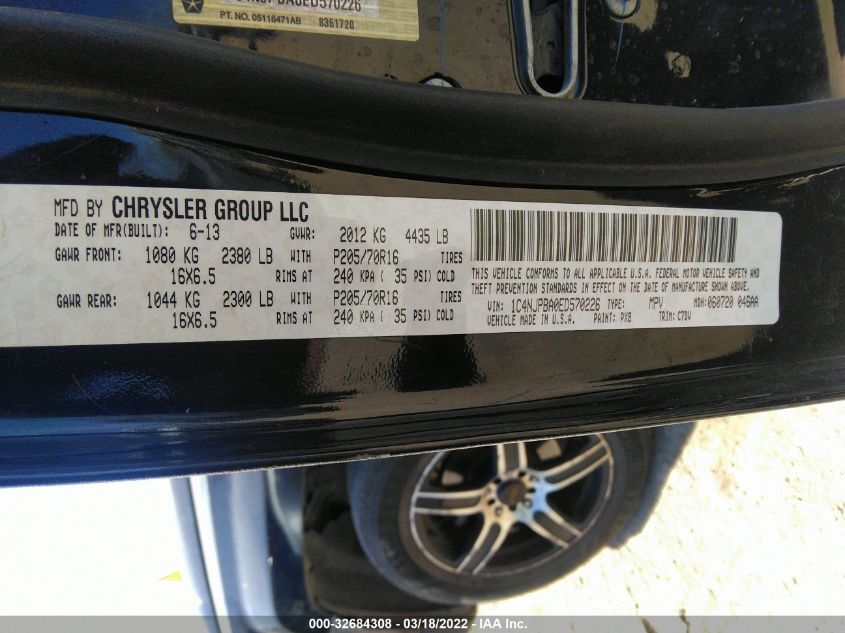 BA0ED570226
PT. NO. 05116471AB 8361720
MFD BY CHRYSLER GROUP LLC
DATE OF MFR(BUILT): 6-13 GVWR: 2012 KG 4435 LB
GAWR FRONT: 1080 KG 2380 LB WITH P205/70R16 TIRES
16X6.5 RIMS AT 240 KPA ( 35 PSI) COLD
GAWR REAR: 1044 KG 2300 LB WITH P205/70R16 TIRES
16X6.5 RIMS AT 240 KPA ( 35 PSI) COLD
THIS VEHICLE CONFORMS TO ALL APPLICABLE U.S.A. FEDERAL MOTOR VEHICLE SAFETY AND
THEFT PREVENTION STANDARDS IN EFFECT ON THE DATE OF MANUFACTURE SHOWN ABOVE.
VIN: 1C4NJPBA0ED570226 TYPE: MPV MDH: 060720 046AA
VEHICLE MADE IN U.S.A. PAINT: PXB TRIM: C7DV
000-32684308 - 03/18/2022 - IAA Inc.